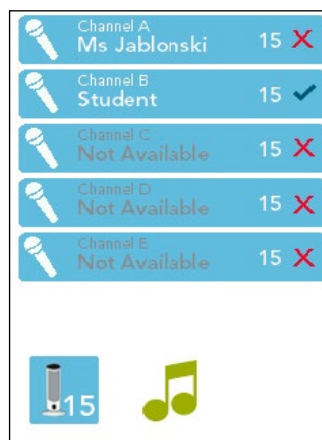 Channel A
Ms Jablonski 15
Channel B
Student 15
Channel C
Not Available 15
Channel D
Not Available 15
Channel E
Not Available 15
15